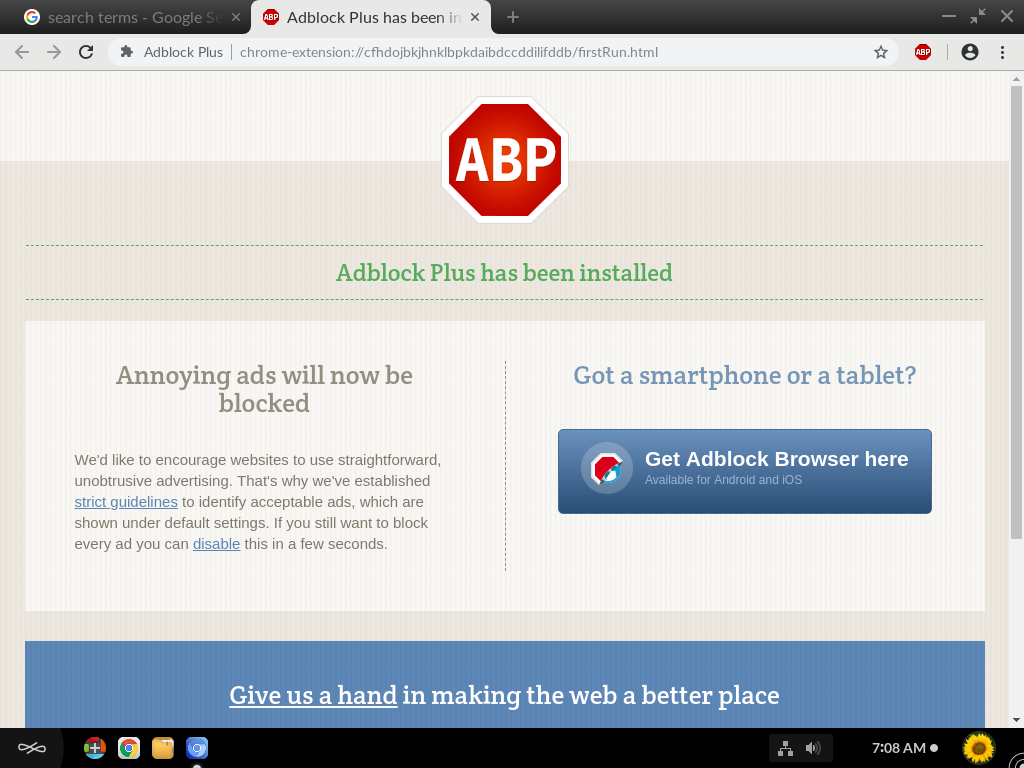 search terms - Google Se
Adblock Plus has been in
Adblock Plus
chrome-extension://cfhdojbkjhnklbpkdaibdccddilifddb/firstRun.html
ABP
Adblock Plus has been installed
Annoying ads will now be
blocked
We'd like to encourage websites to use straightforward,
unobtrusive advertising. That's why we've established
strict guidelines to identify acceptable ads, which are
shown under default settings. If you still want to block
every ad you can disable this in a few seconds.
Got a smartphone or a tablet?
Get Adblock Browser here
Available for Android and iOS
Give us a hand in making the web a better place
7:08 AM